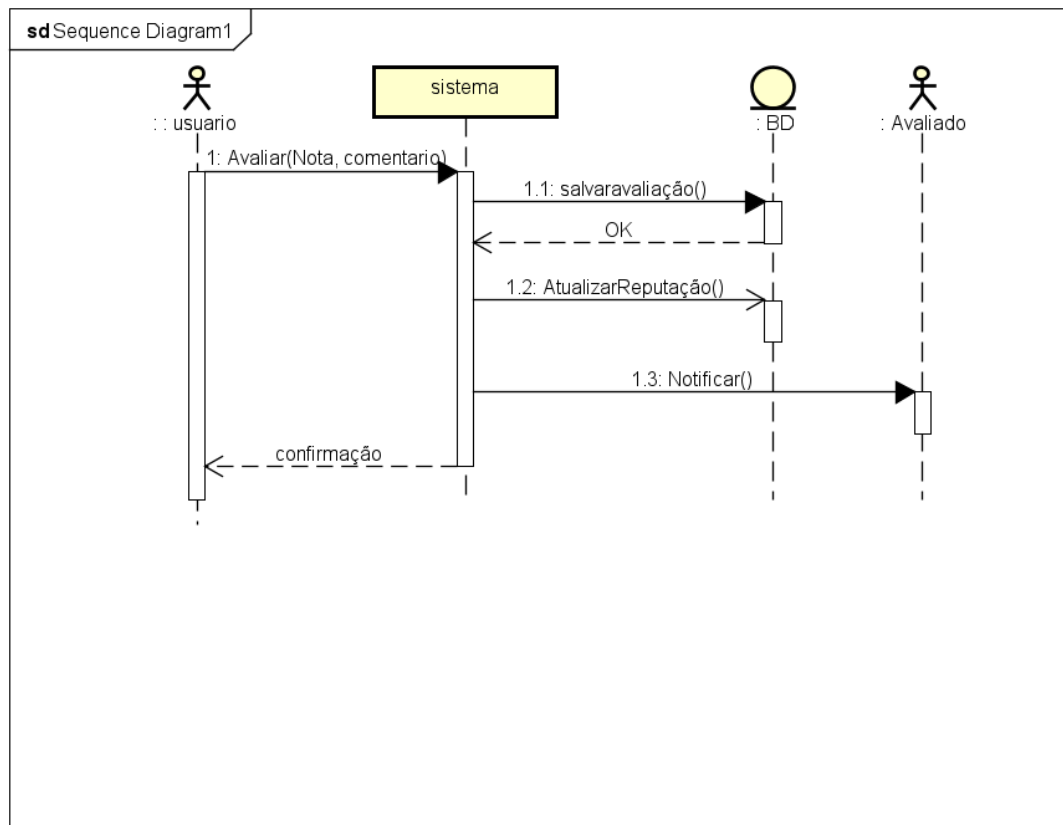 sd Sequence Diagram1
: : usuario
sistema
: BD
: Avaliado
1: Avaliar(Nota, comentario)
1.1: salvaravaliação()
OK
1.2: AtualizarReputação()
1.3: Notificar()
confirmação